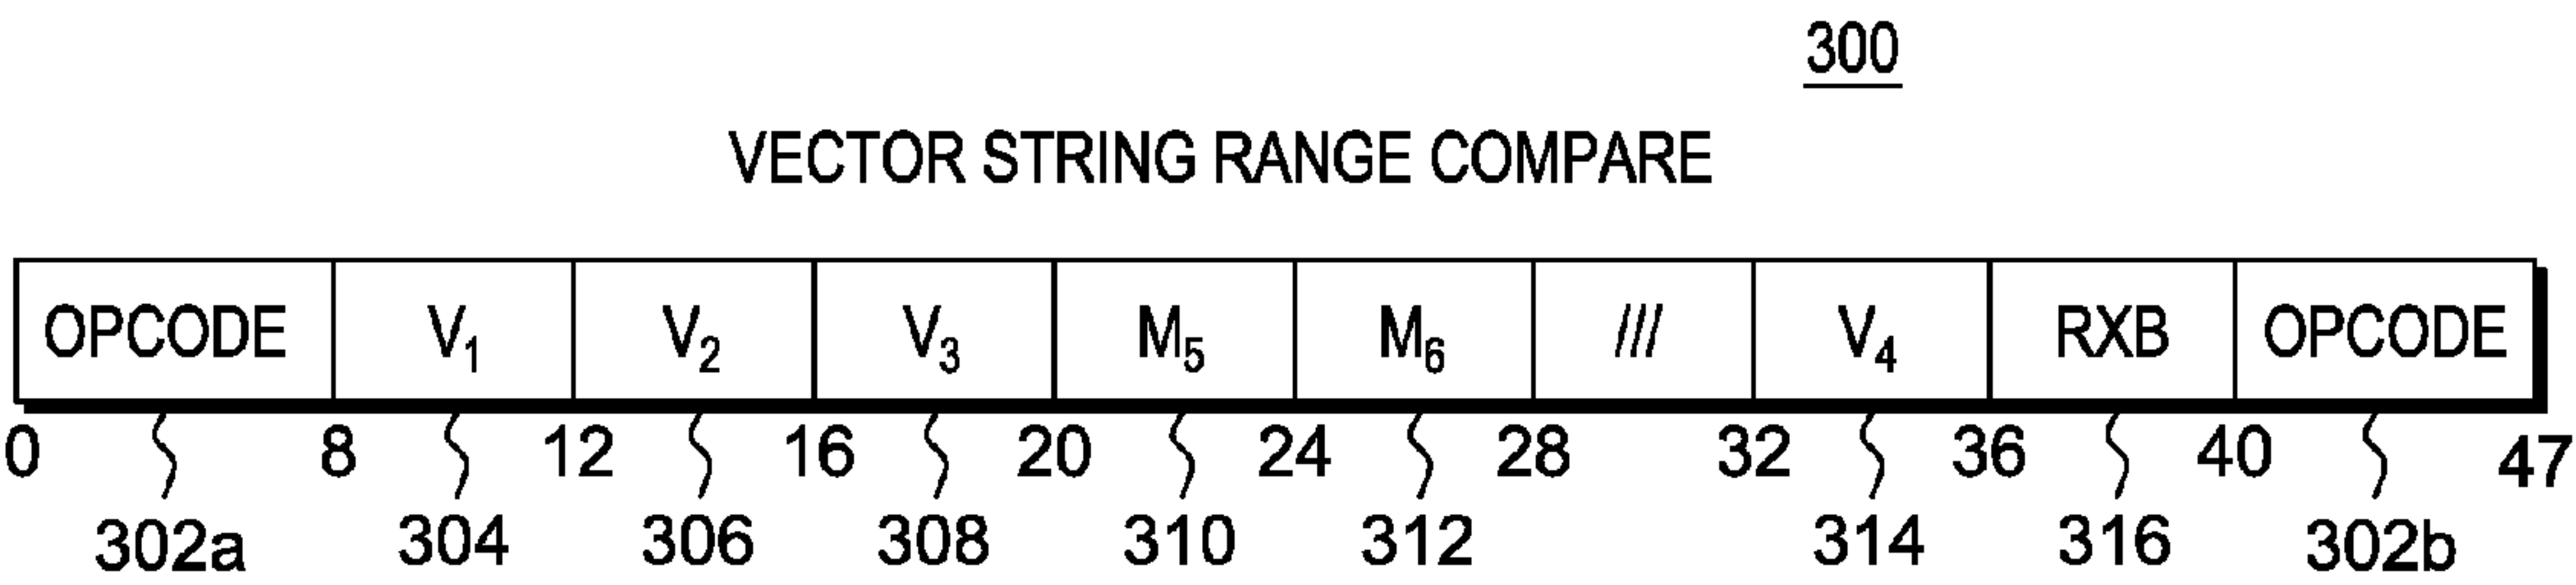 300
VECTOR STRING RANGE COMPARE
OPCODE V₁ V₂ V₃ M₅ M₆ /// V₄ RXB OPCODE
0 8 12 16 20 24 28 32 36 40 47
302a 304 306 308 310 312 314 316 302b